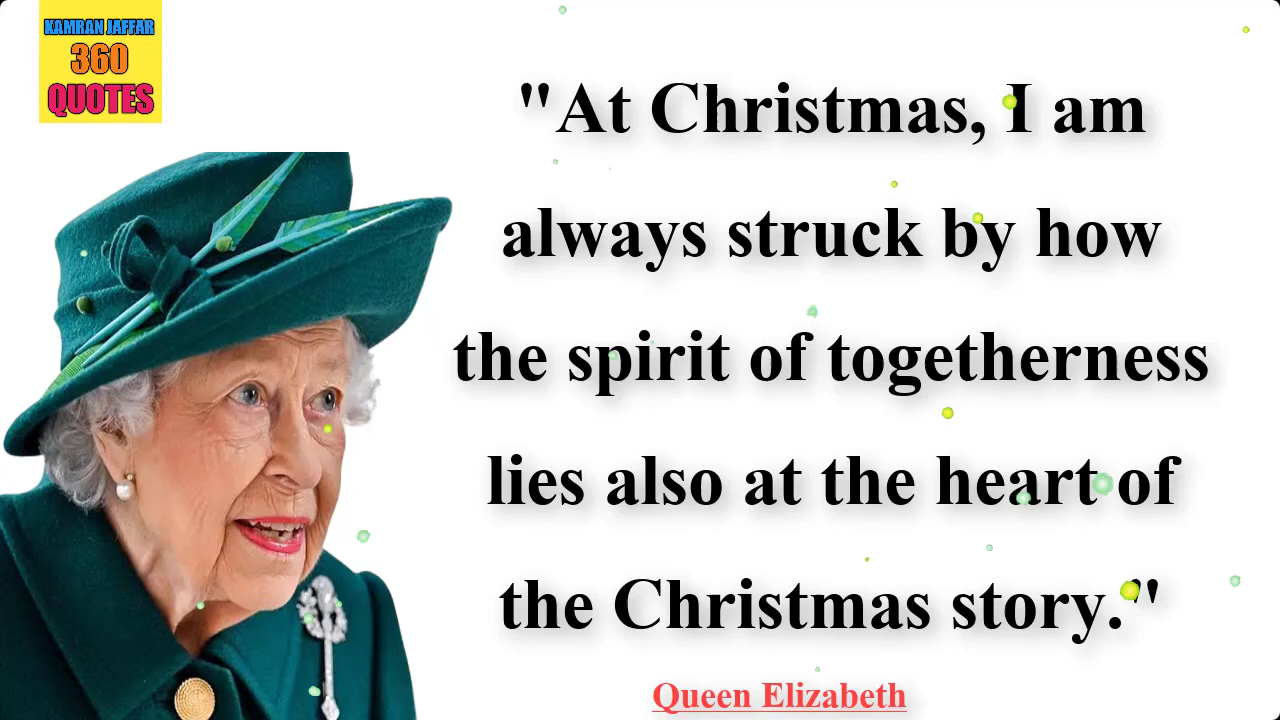 KAMRAN JAFFAR
360
QUOTES
"At Christmas, I am
always struck by how
the spirit of togetherness
lies also at the heart of
the Christmas story."
Queen Elizabeth